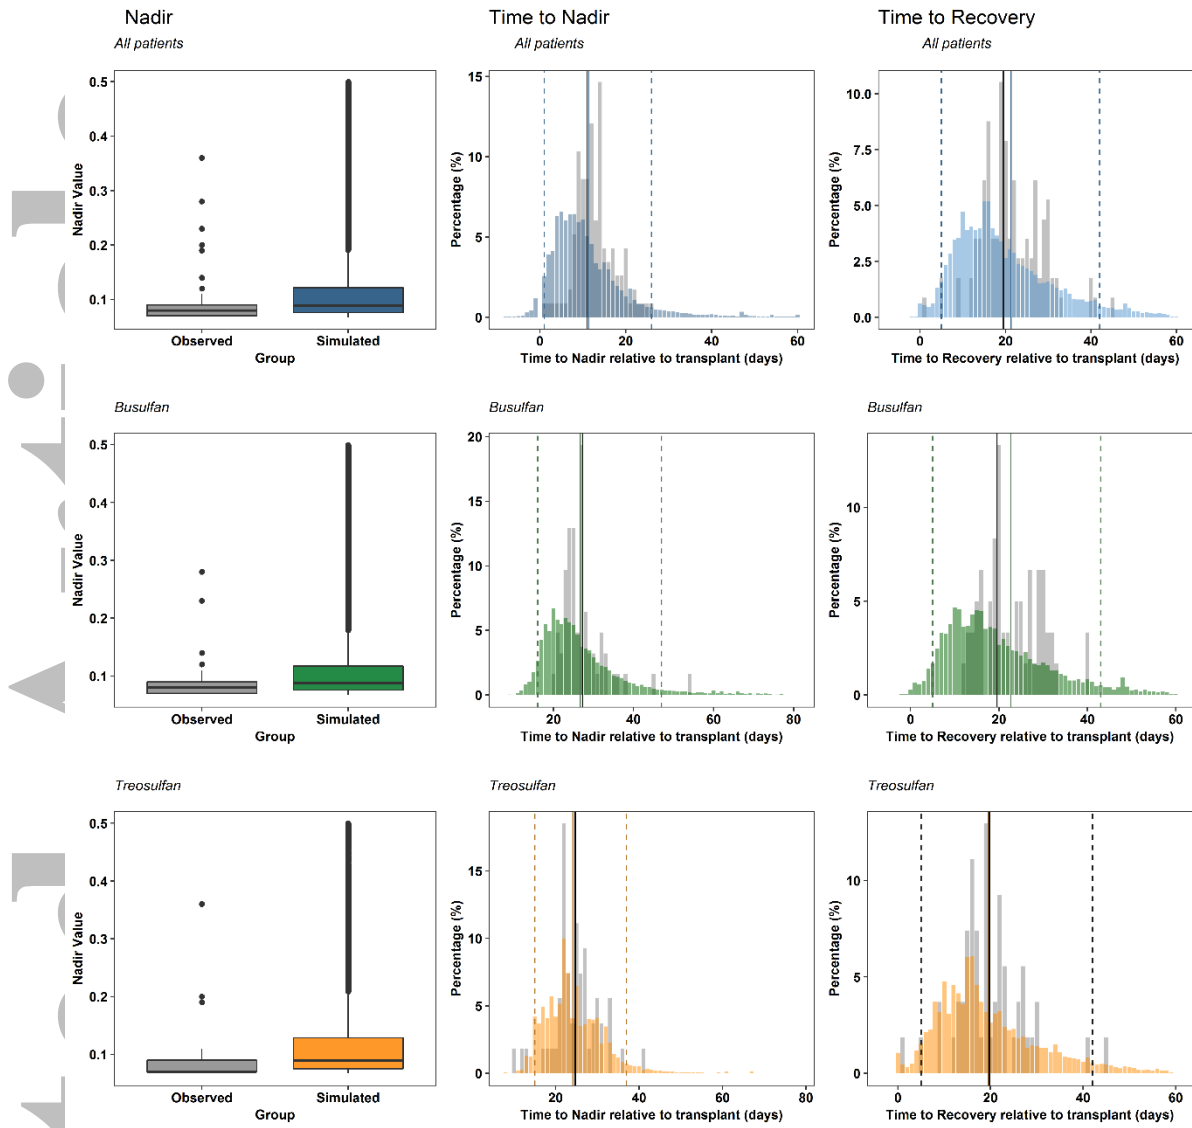 Nadir
Time to Nadir
Time to Recovery
All patients
All patients
All patients
Nadir Value
0.5
0.4
0.3
0.2
0.1
Observed
Simulated
Group
Percentage (%)
15
10
5
0
0
20
40
60
Time to Nadir relative to transplant (days)
Percentage (%)
10.0
7.5
5.0
2.5
0.0
0
20
40
60
Time to Recovery relative to transplant (days)
Busulfan
Busulfan
Busulfan
Nadir Value
0.5
0.4
0.3
0.2
0.1
Observed
Simulated
Group
Percentage (%)
20
15
10
5
0
20
40
60
80
Time to Nadir relative to transplant (days)
Percentage (%)
10
5
0
0
20
40
60
Time to Recovery relative to transplant (days)
Treosulfan
Treosulfan
Treosulfan
Nadir Value
0.5
0.4
0.3
0.2
0.1
Observed
Simulated
Group
Percentage (%)
15
10
5
0
20
40
60
80
Time to Nadir relative to transplant (days)
Percentage (%)
10
5
0
0
20
40
60
Time to Recovery relative to transplant (days)